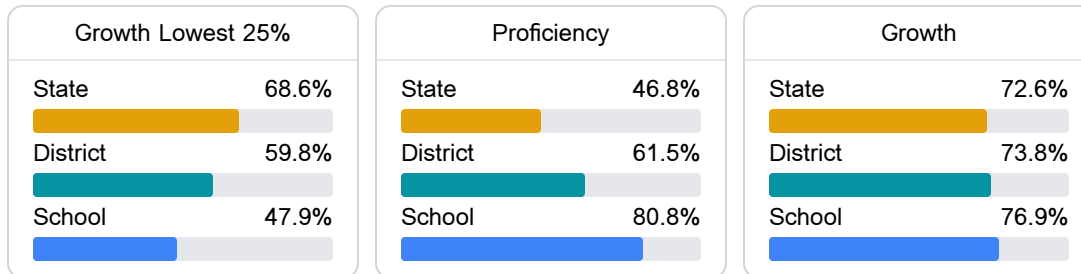 Growth Lowest 25%
State 68.6%
District 59.8%
School 47.9%
Proficiency
State 46.8%
District 61.5%
School 80.8%
Growth
State 72.6%
District 73.8%
School 76.9%